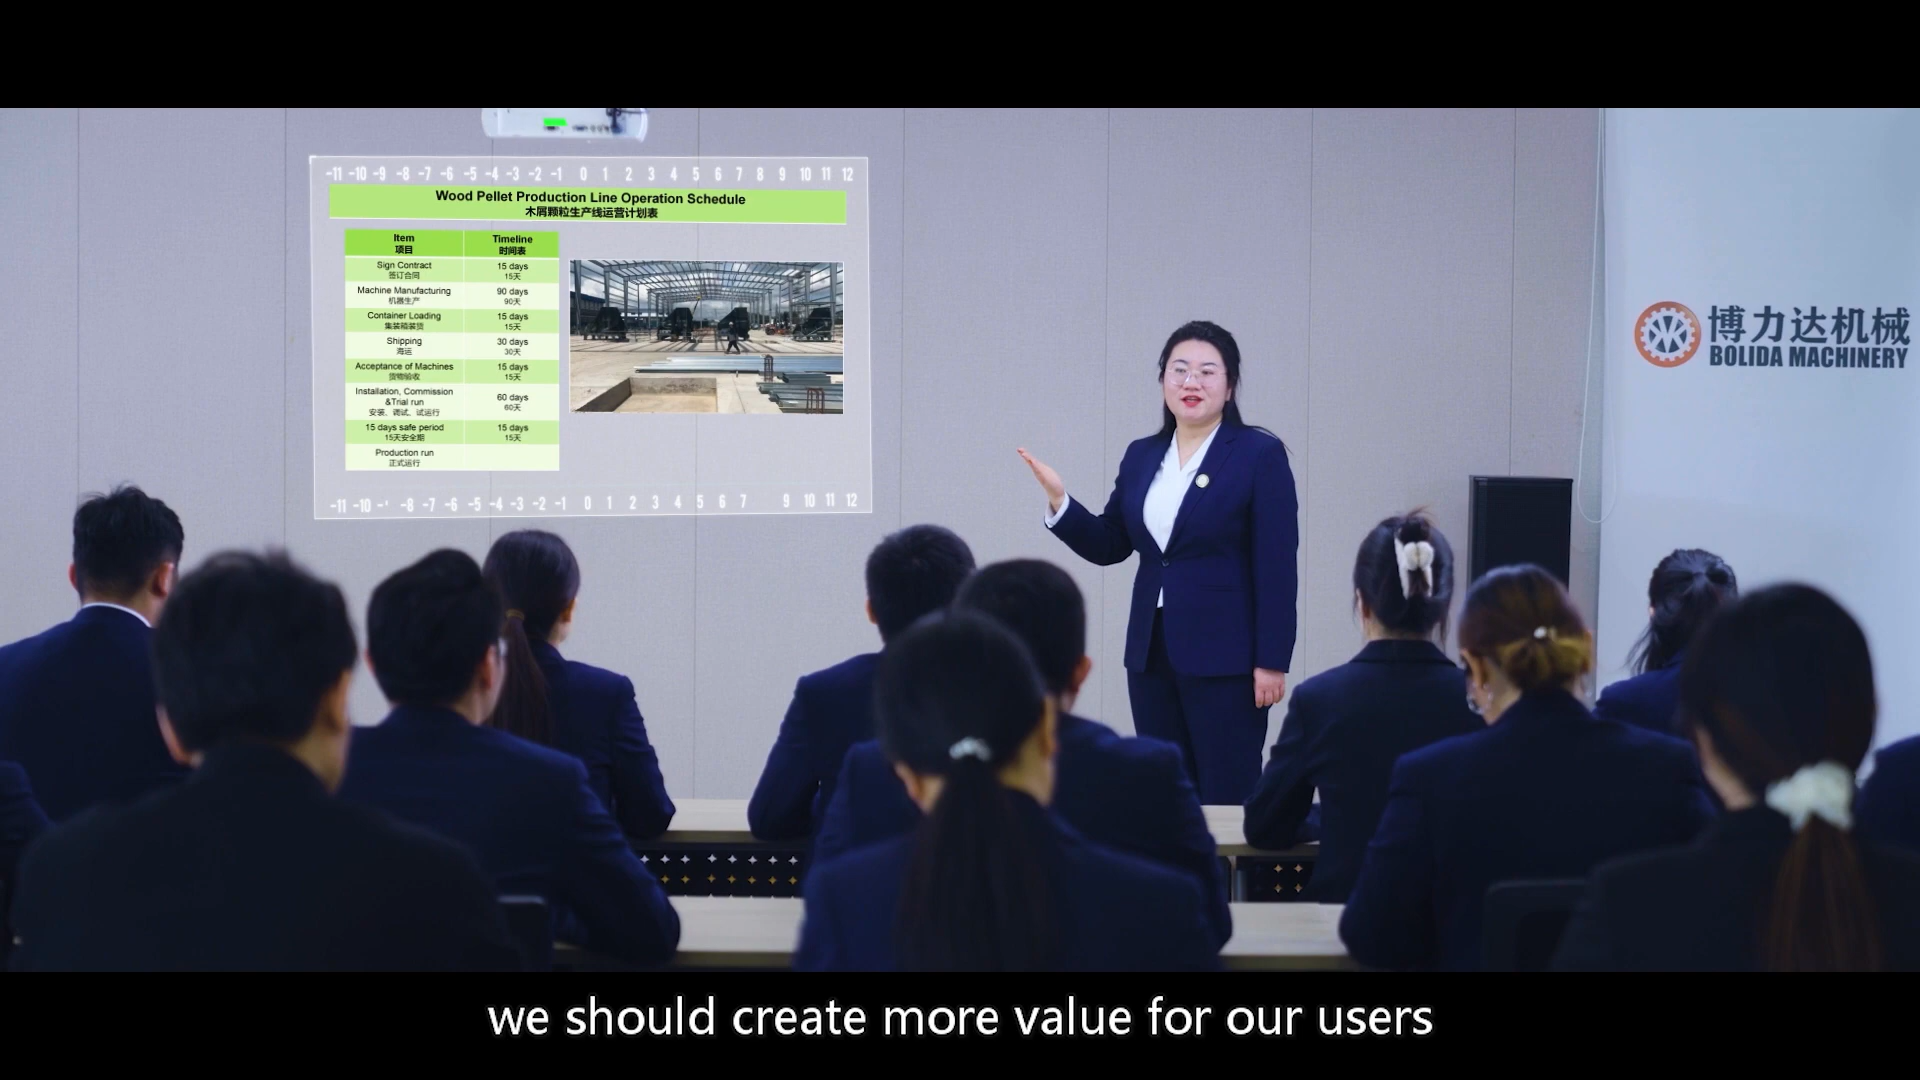 -11 -10 -9 -8 -7 -6 -5 -4 -3 -2 -1 0 1 2 3 4 5 6 7 8 9 10 11 12
Wood Pellet Production Line Operation Schedule
木屑颗粒生产线运营计划表
Item Timeline
项目 时间表
Sign Contract 15 days
签订合同 15天
Machine Manufacturing 90 days
机器生产 90天
Container Loading 15 days
集装箱装货 15天
Shipping 30 days
海运 30天
Acceptance of Machines 15 days
货物验收 15天
Installation, Commission
&Trial run 60 days
安装、调试、试运行 60天
15 days safe period 15 days
15天安全期 15天
Production run
正式运行
-11 -10 -8 -7 -6 -5 -4 -3 -2 -1 0 1 2 3 4 5 6 7 9 10 11 12
博力达机械
BOLIDA MACHINERY
we should create more value for our users